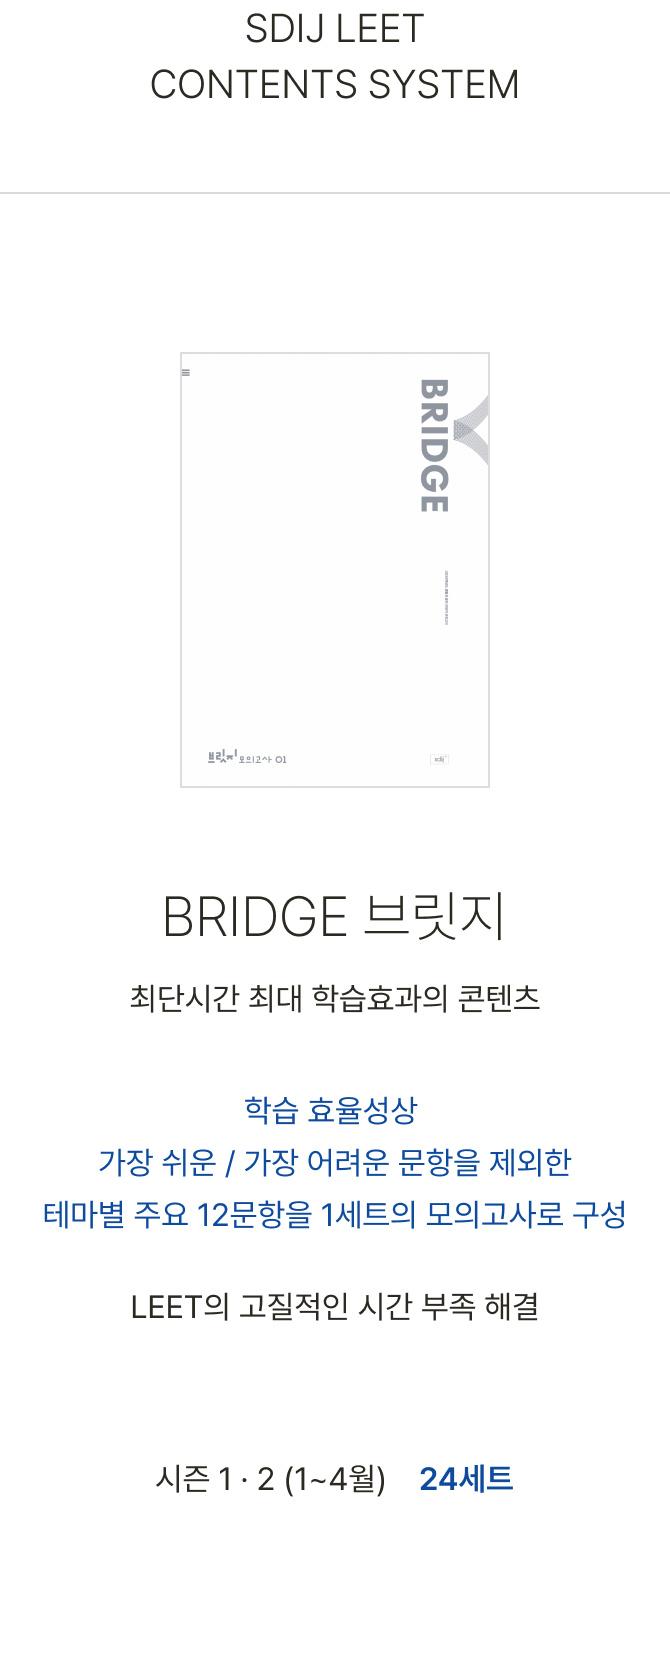 SDIJ LEET
CONTENTS SYSTEM
BRIDGE
브릿지 모의고사 01
BRIDGE 브릿지
최단시간 최대 학습효과의 콘텐츠
학습 효율성상
가장 쉬운 / 가장 어려운 문항을 제외한
테마별 주요 12문항을 1세트의 모의고사로 구성
LEET의 고질적인 시간 부족 해결
시즌 1 · 2 (1~4월) 24세트